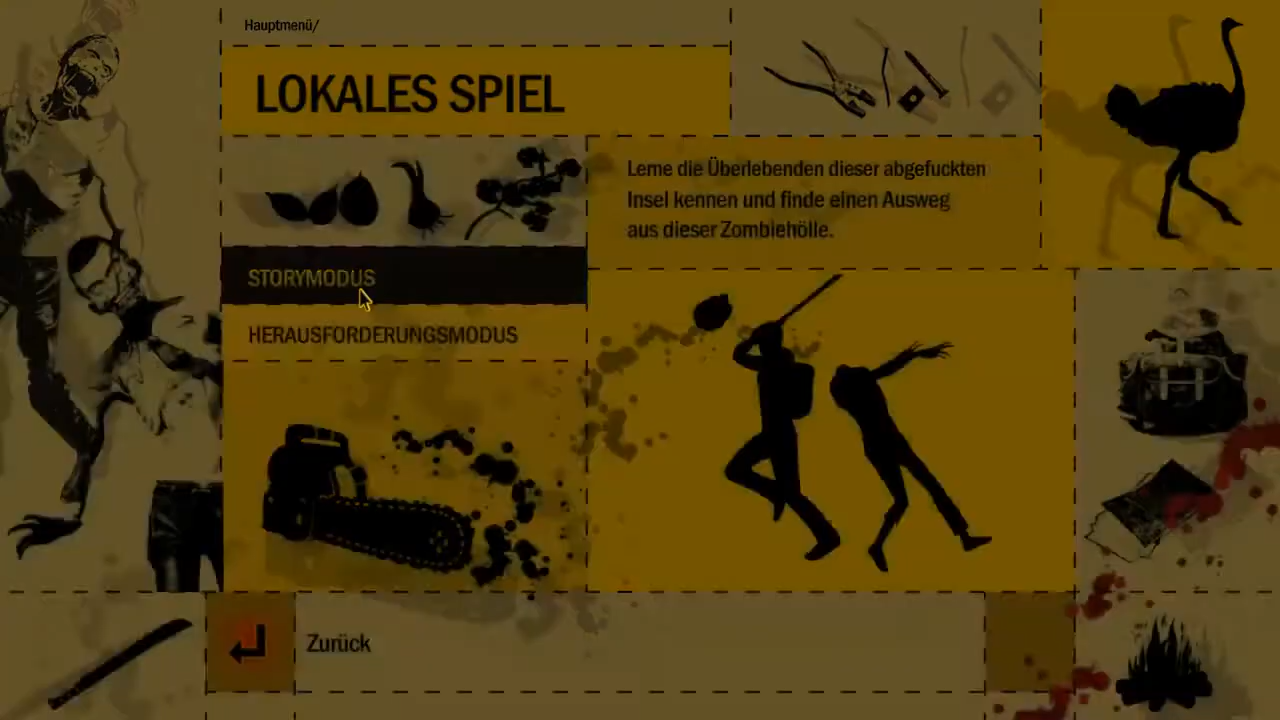 Hauptmenü/
LOKALES SPIEL
Lerne die Überlebenden dieser abgefuckten
Insel kennen und finde einen Ausweg
aus dieser Zombiehölle.
STORYMODUS
HERAUSFORDERUNGSMODUS
Zurück